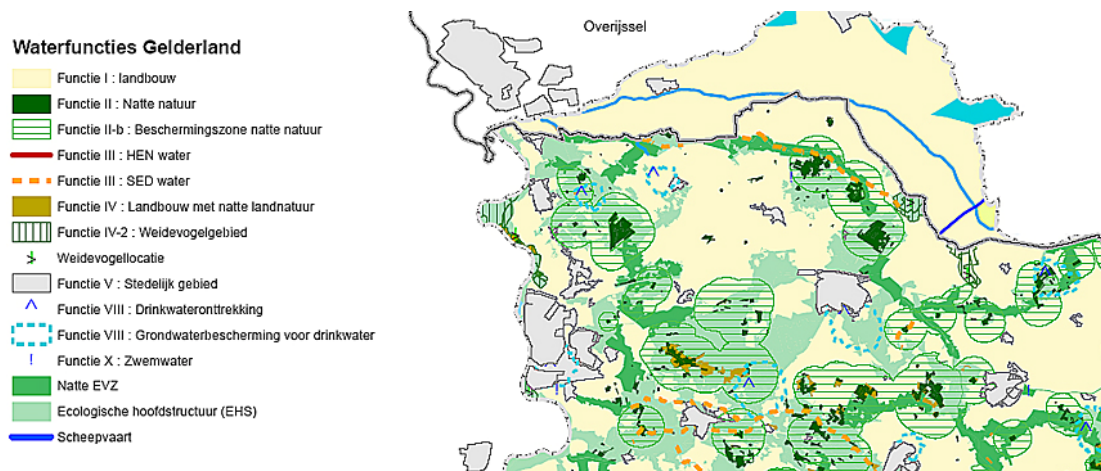 Overijssel
Waterfuncties Gelderland
Functie I : landbouw
Functie II : Natte natuur
Functie II-b : Beschermingszone natte natuur
Functie III : HEN water
Functie III : SED water
Functie IV : Landbouw met natte landnatuur
Functie IV-2 : Weidevogelgebied
Weidevogellocatie
Functie V : Stedelijk gebied
Functie VIII : Drinkwateronttrekking
Functie VIII : Grondwaterbescherming voor drinkwater
Functie X : Zwemwater
Natte EVZ
Ecologische hoofdstructuur (EHS)
Scheepvaart